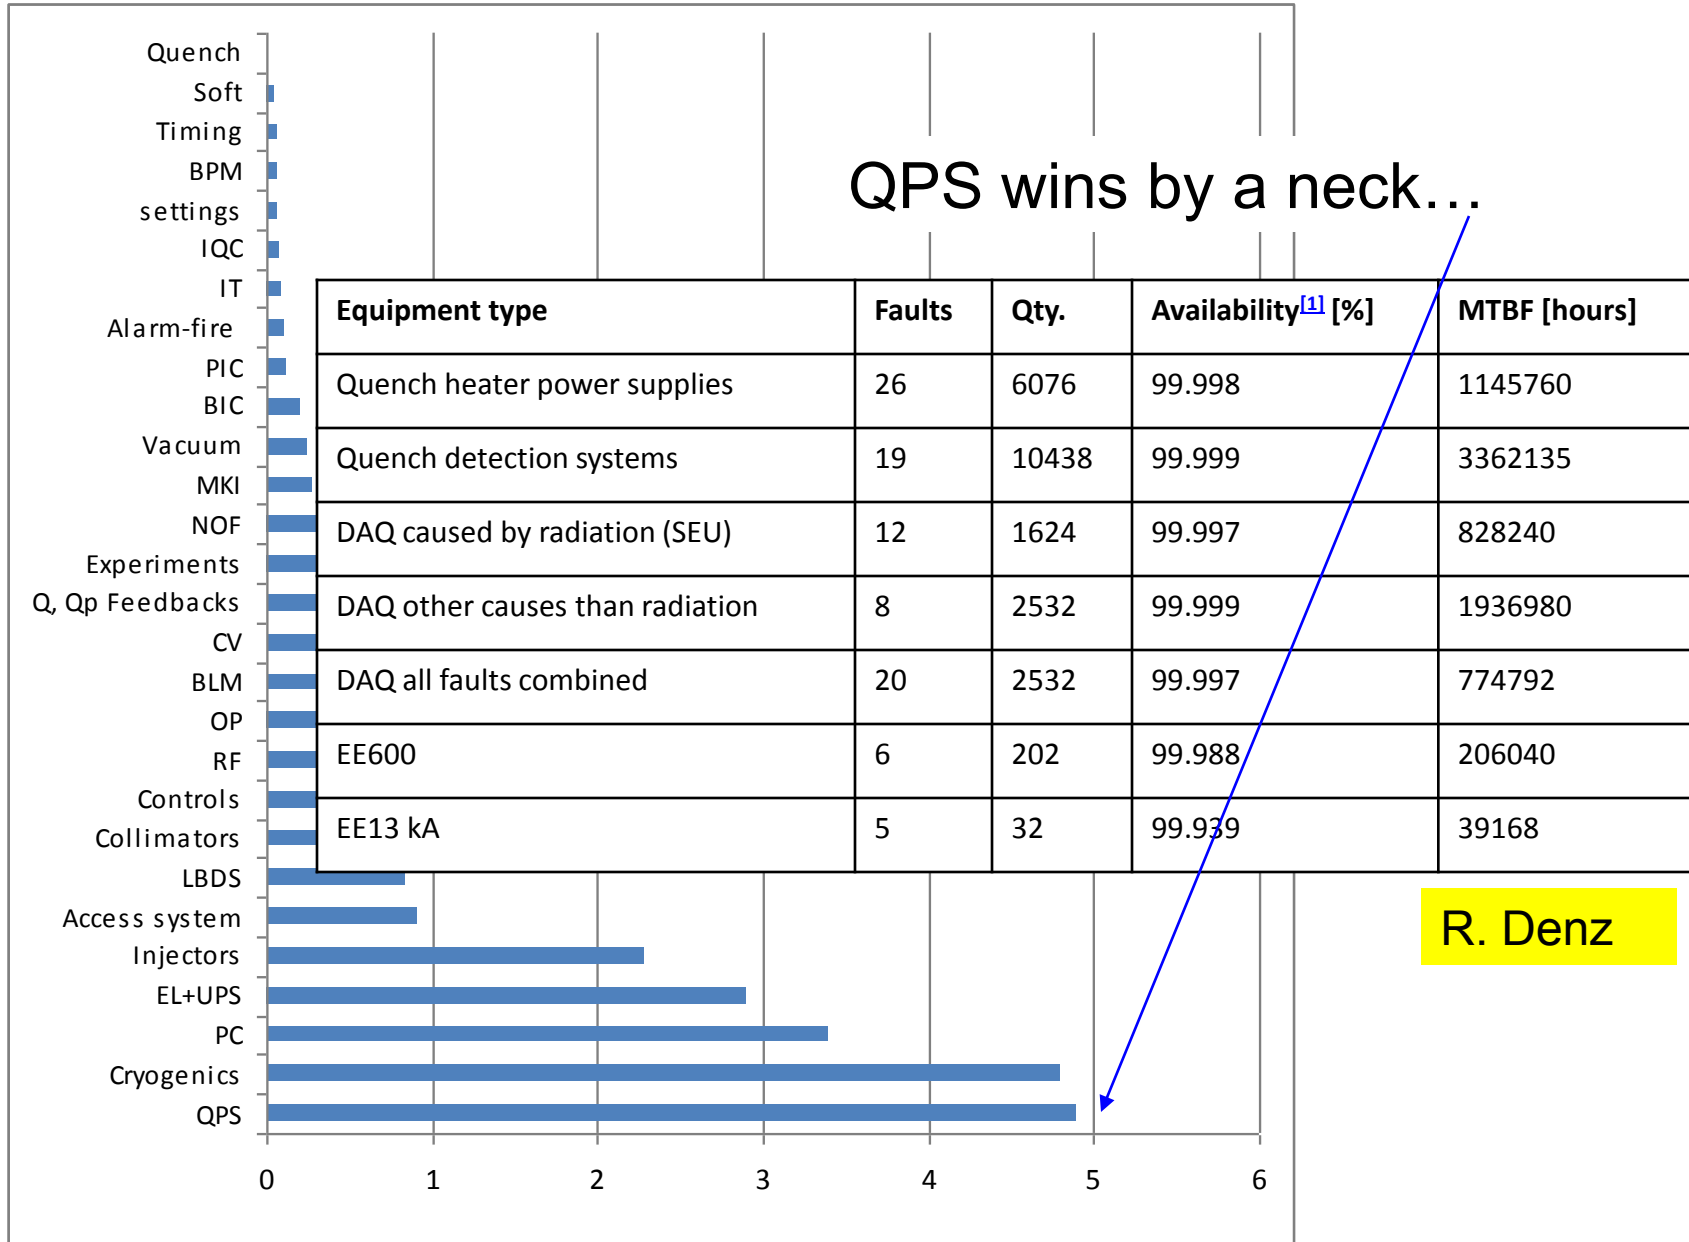 QPS wins by a neck…
Quench
Soft
Timing
BPM
settings
IQC
IT
Alarm-fire
PIC
BIC
Vacuum
MKI
NOF
Experiments
Q, Qp Feedbacks
CV
BLM
OP
RF
Controls
Collimators
LBDS
Access system
Injectors
EL+UPS
PC
Cryogenics
QPS
0 1 2 3 4 5 6
Equipment type Faults Qty. Availability[1] [%] MTBF [hours]
Quench heater power supplies 26 6076 99.998 1145760
Quench detection systems 19 10438 99.999 3362135
DAQ caused by radiation (SEU) 12 1624 99.997 828240
DAQ other causes than radiation 8 2532 99.999 1936980
DAQ all faults combined 20 2532 99.997 774792
EE600 6 202 99.988 206040
EE13 kA 5 32 99.939 39168
R. Denz